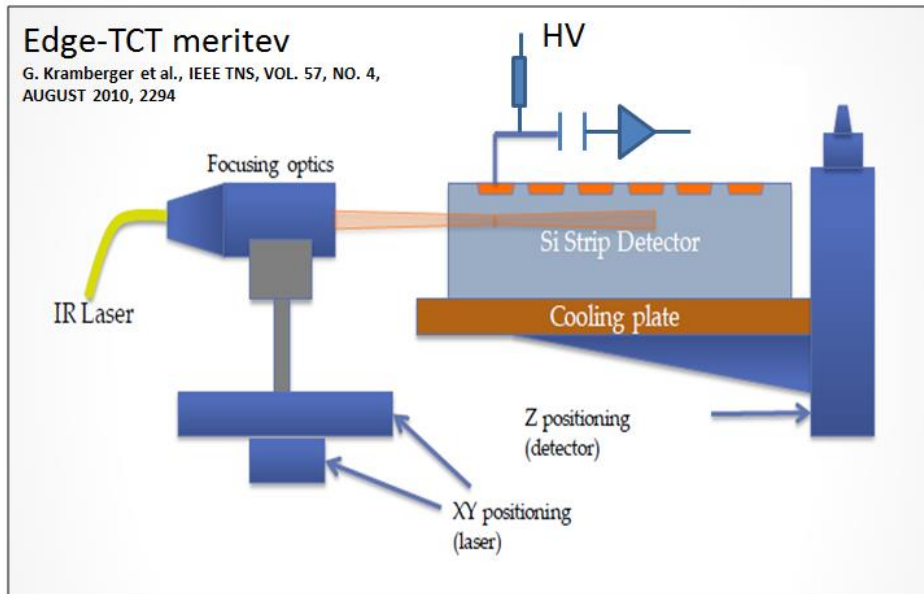 Edge-TCT meritev
G. Kramberger et al., IEEE TNS, VOL. 57, NO. 4,
AUGUST 2010, 2294
HV
Focusing optics
Si Strip Detector
IR Laser
Cooling plate
Z positioning
(detector)
XY positioning
(laser)